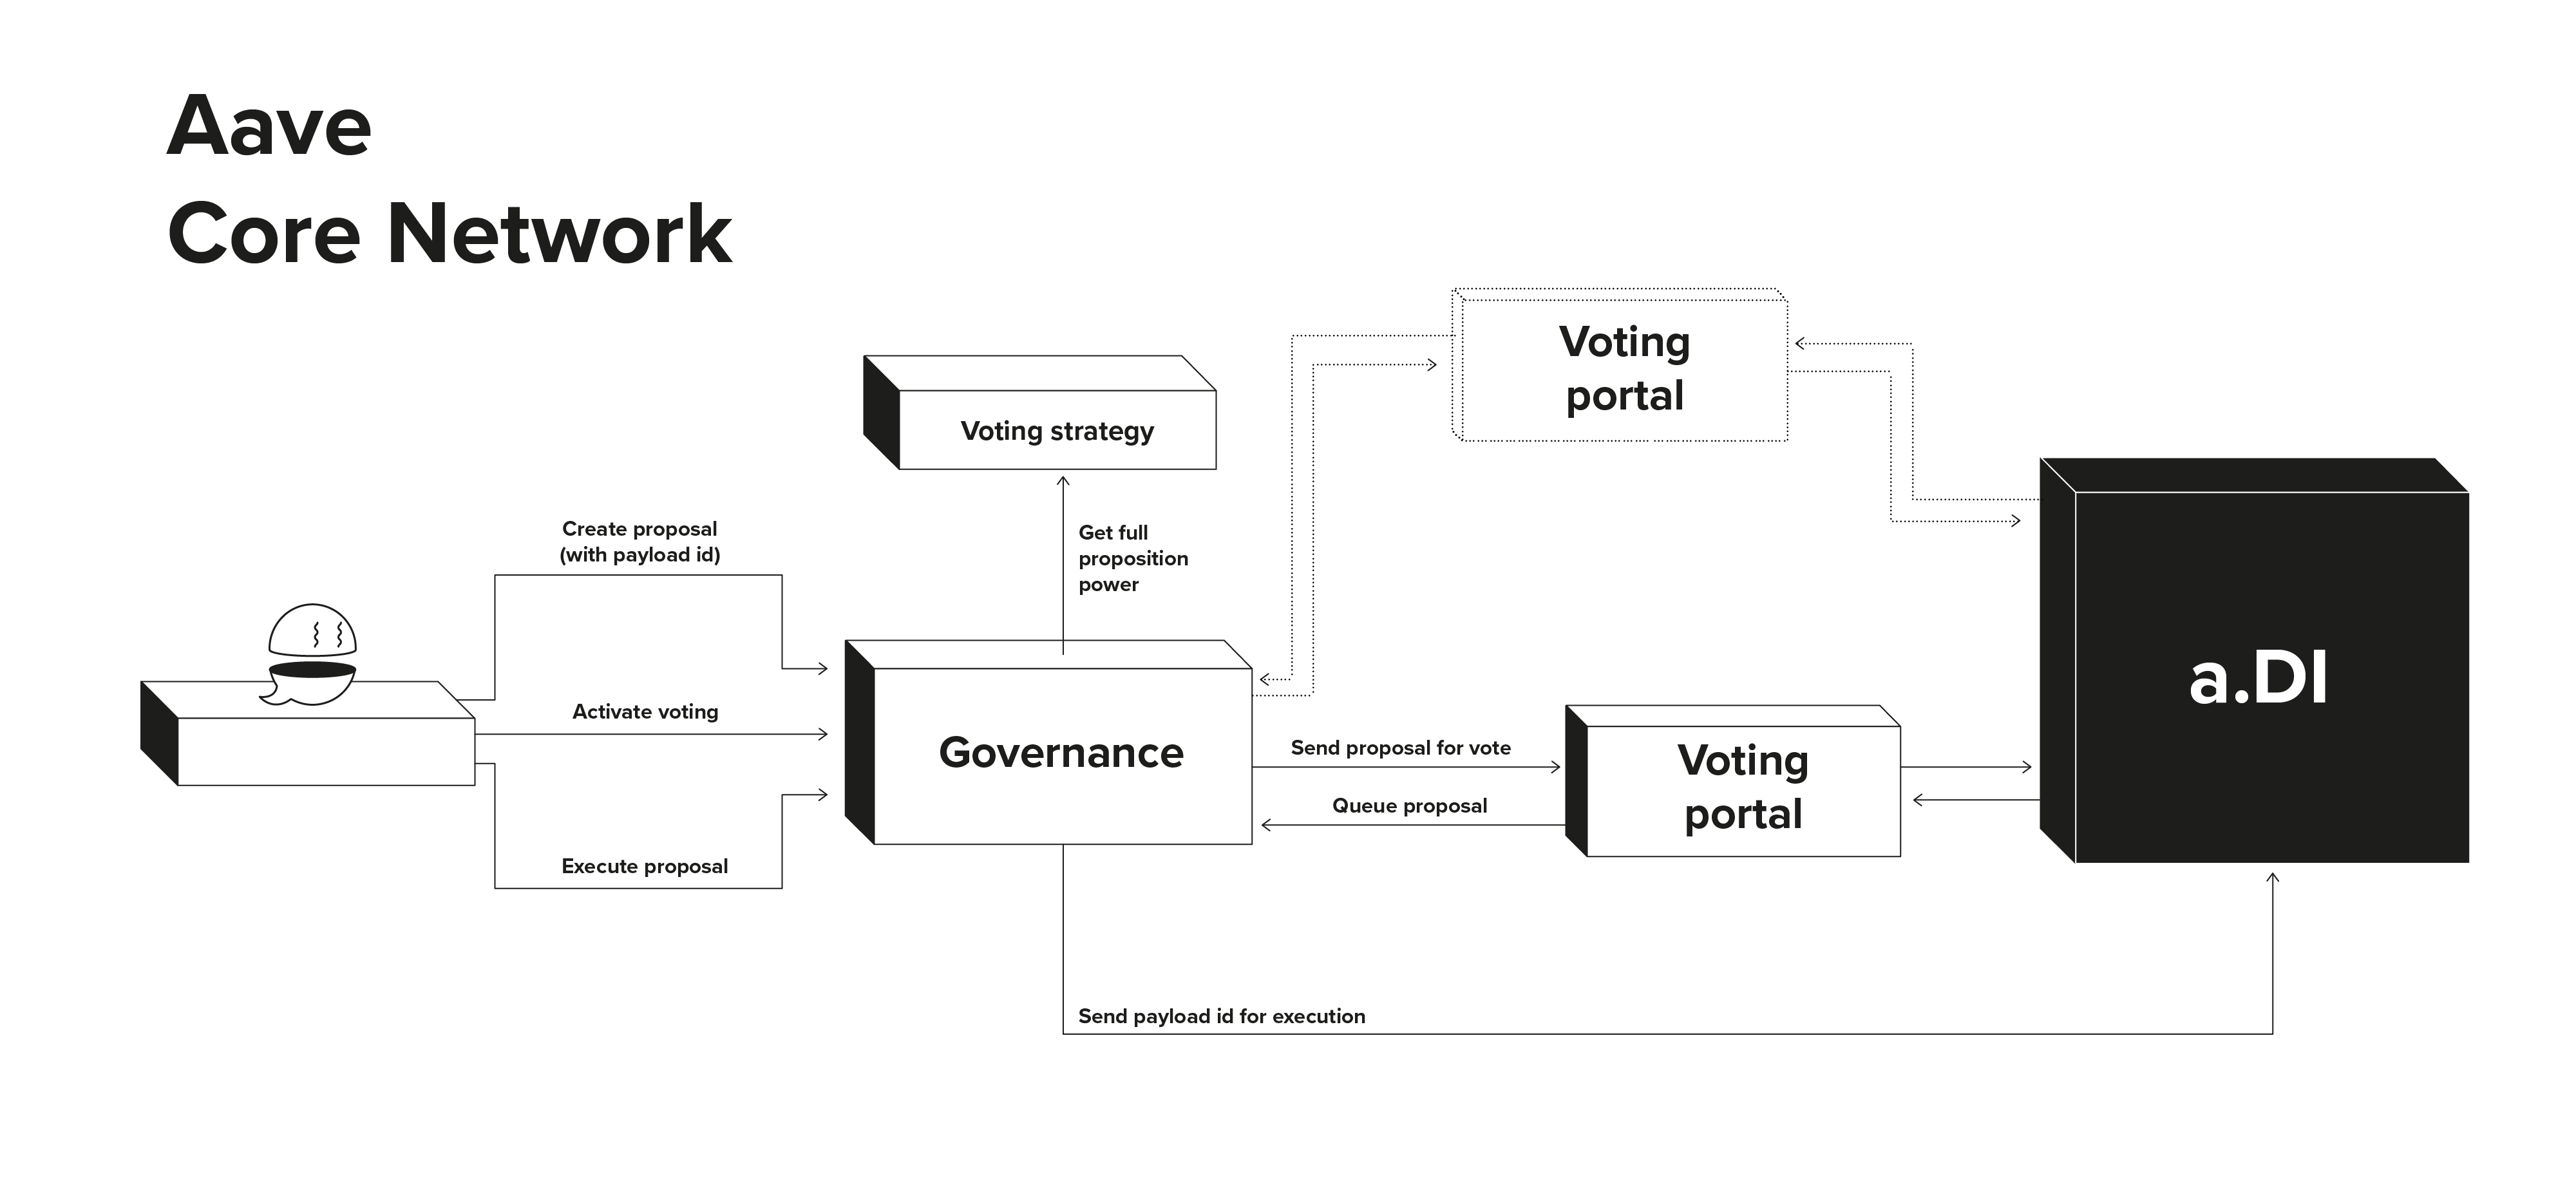 Aave
Core Network
Voting
portal
Voting strategy
Create proposal
(with payload id)
Get full
proposition
power
a.DI
Activate voting
Governance
Send proposal for vote
Voting
portal
Queue proposal
Execute proposal
Send payload id for execution